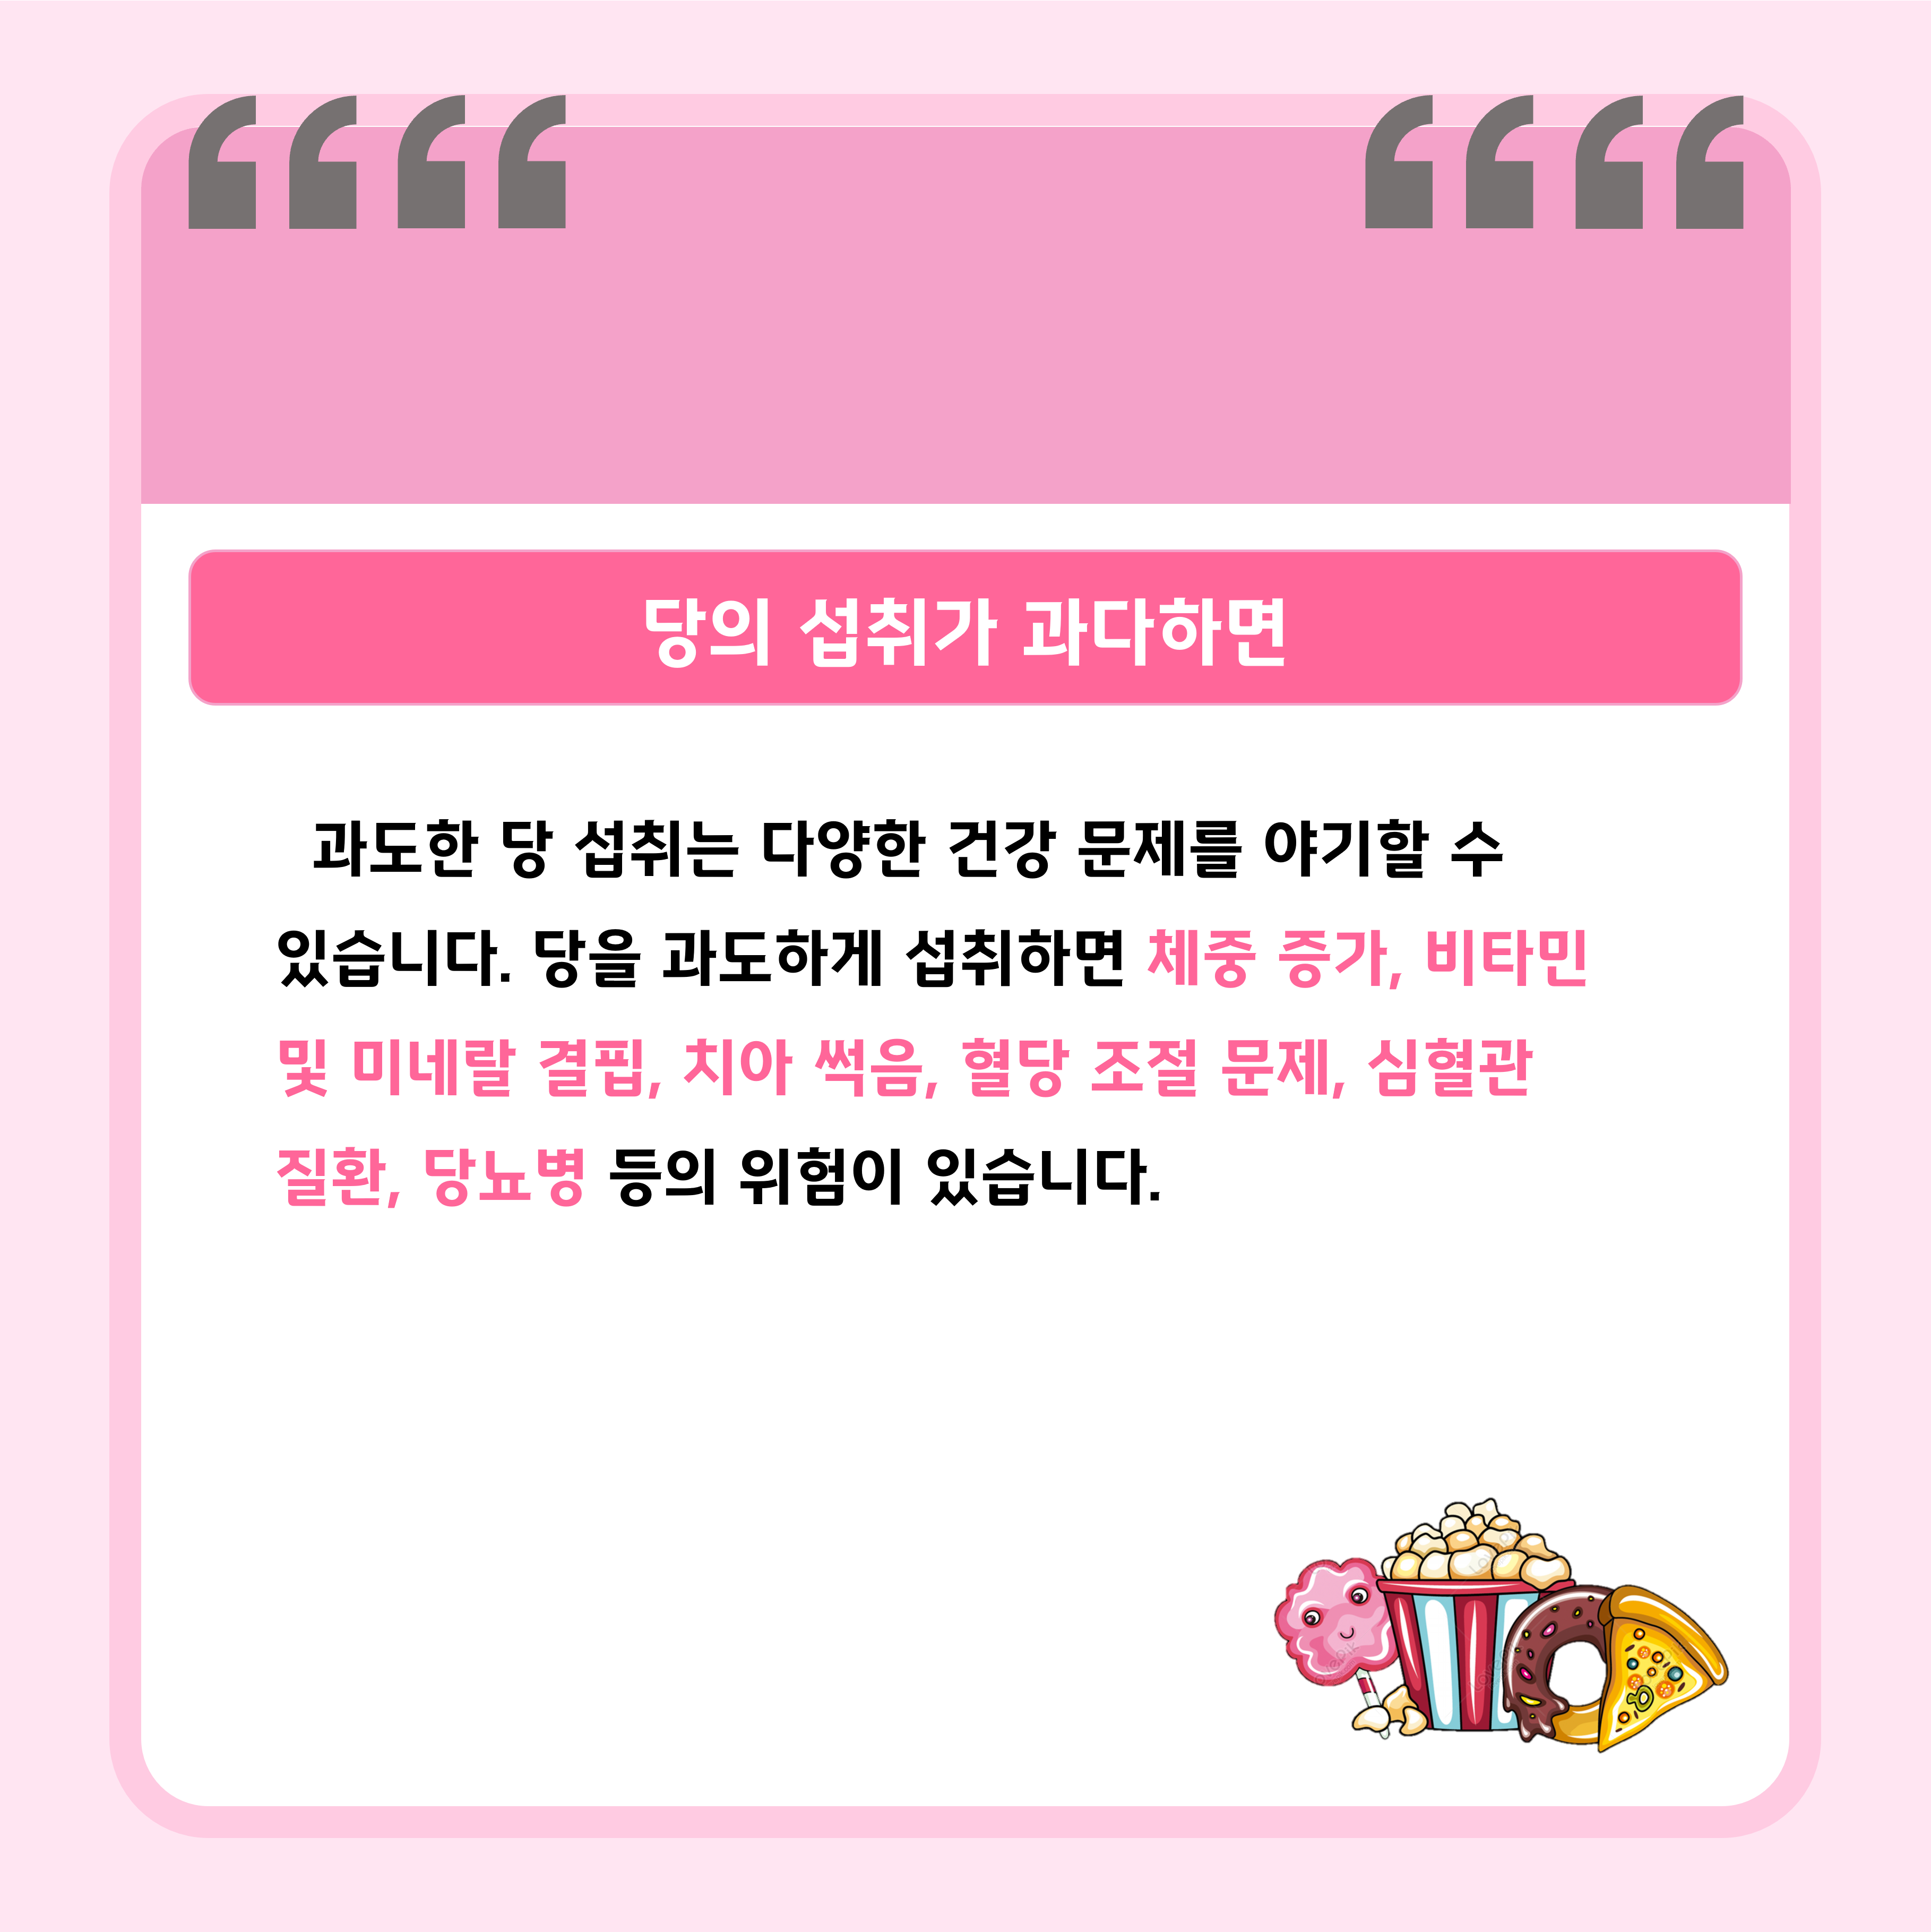 당의 섭취가 과다하면
과도한 당 섭취는 다양한 건강 문제를 야기할 수
있습니다. 당을 과도하게 섭취하면 체중 증가, 비타민
및 미네랄 결핍, 치아 썩음, 혈당 조절 문제, 심혈관
질환, 당뇨병 등의 위험이 있습니다.